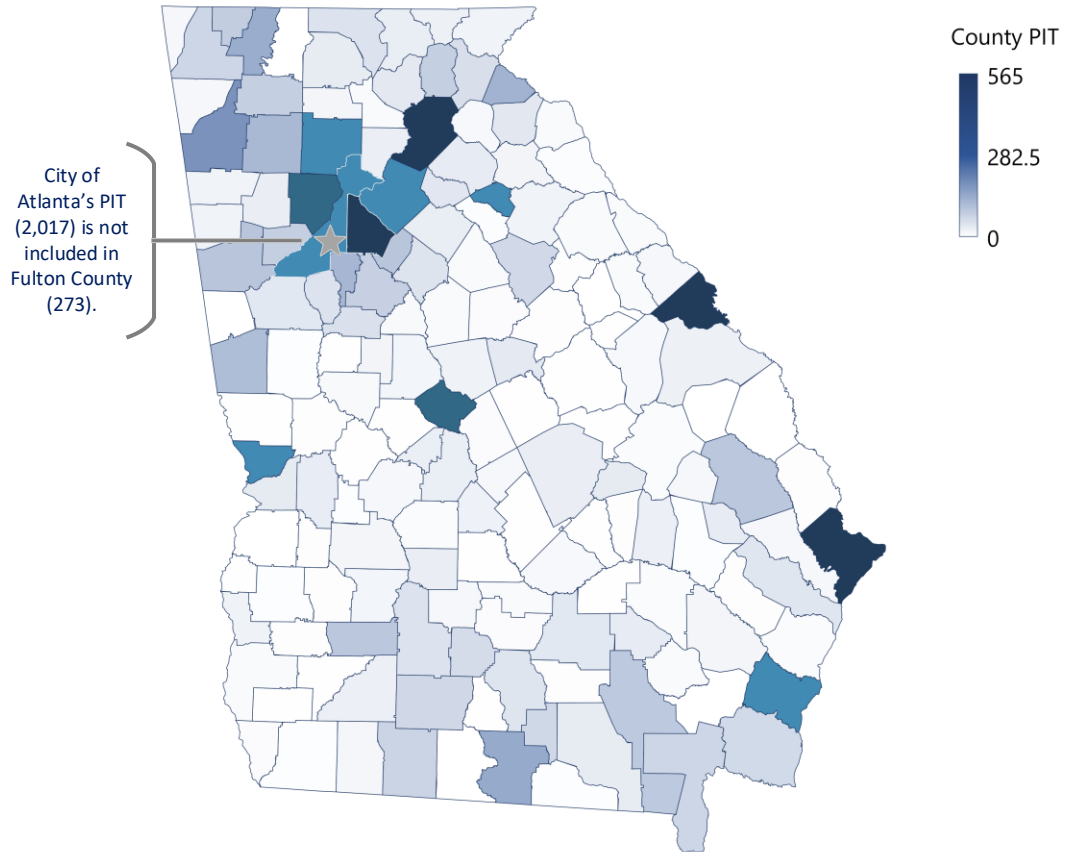 County PIT
565
282.5
0
City of
Atlanta’s PIT
(2,017) is not
included in
Fulton County
(273).